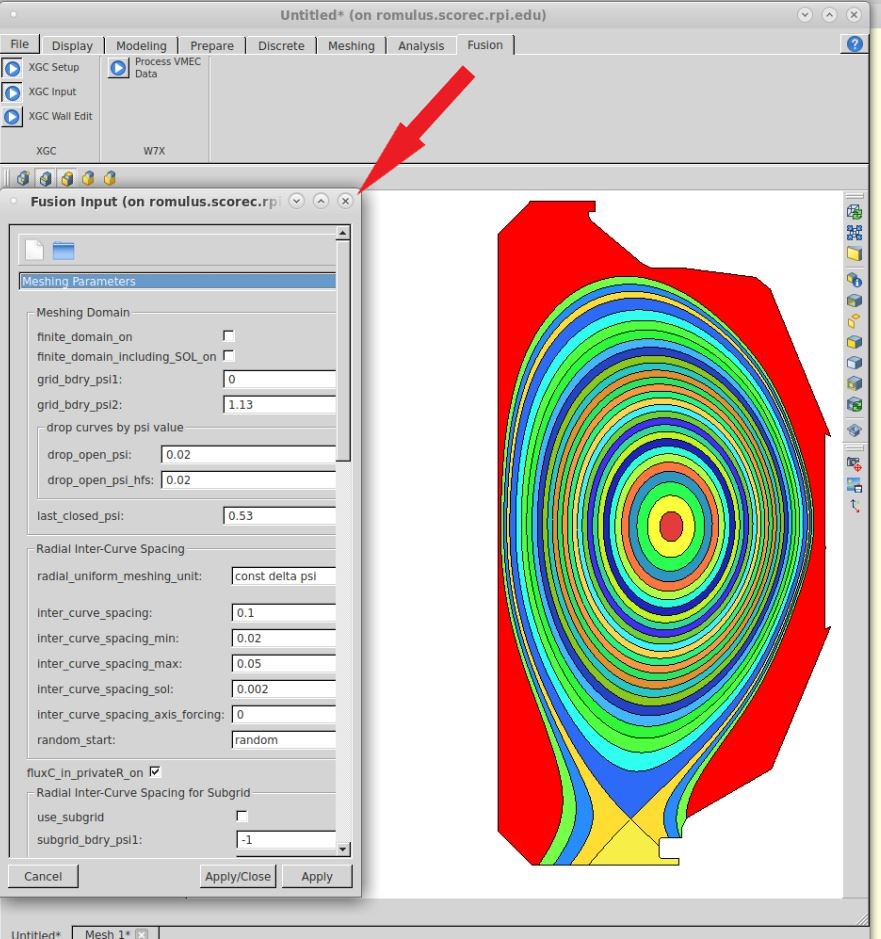 Untitled* (on romulus.scorec.rpi.edu)
File Display Modeling Prepare Discrete Meshing Analysis Fusion
XGC Setup
XGC Input
XGC Wall Edit
XGC
Process VMEC
Data
W7X
Fusion Input (on romulus.scorec.rpi
Meshing Parameters
Meshing Domain
finite_domain_on
finite_domain_including_SOL_on
grid_bdry_psi1: 0
grid_bdry_psi2: 1.13
drop curves by psi value
drop_open_psi: 0.02
drop_open_psi_hfs: 0.02
last_closed_psi: 0.53
Radial Inter-Curve Spacing
radial_uniform_meshing_unit: const delta psi
inter_curve_spacing: 0.1
inter_curve_spacing_min: 0.02
inter_curve_spacing_max: 0.05
inter_curve_spacing_sol: 0.002
inter_curve_spacing_axis_forcing: 0
random_start: random
fluxC_in_privateR_on
Radial Inter-Curve Spacing for Subgrid
use_subgrid
subgrid_bdry_psi1: -1
Cancel Apply/Close Apply
Untitled* Mesh 1*